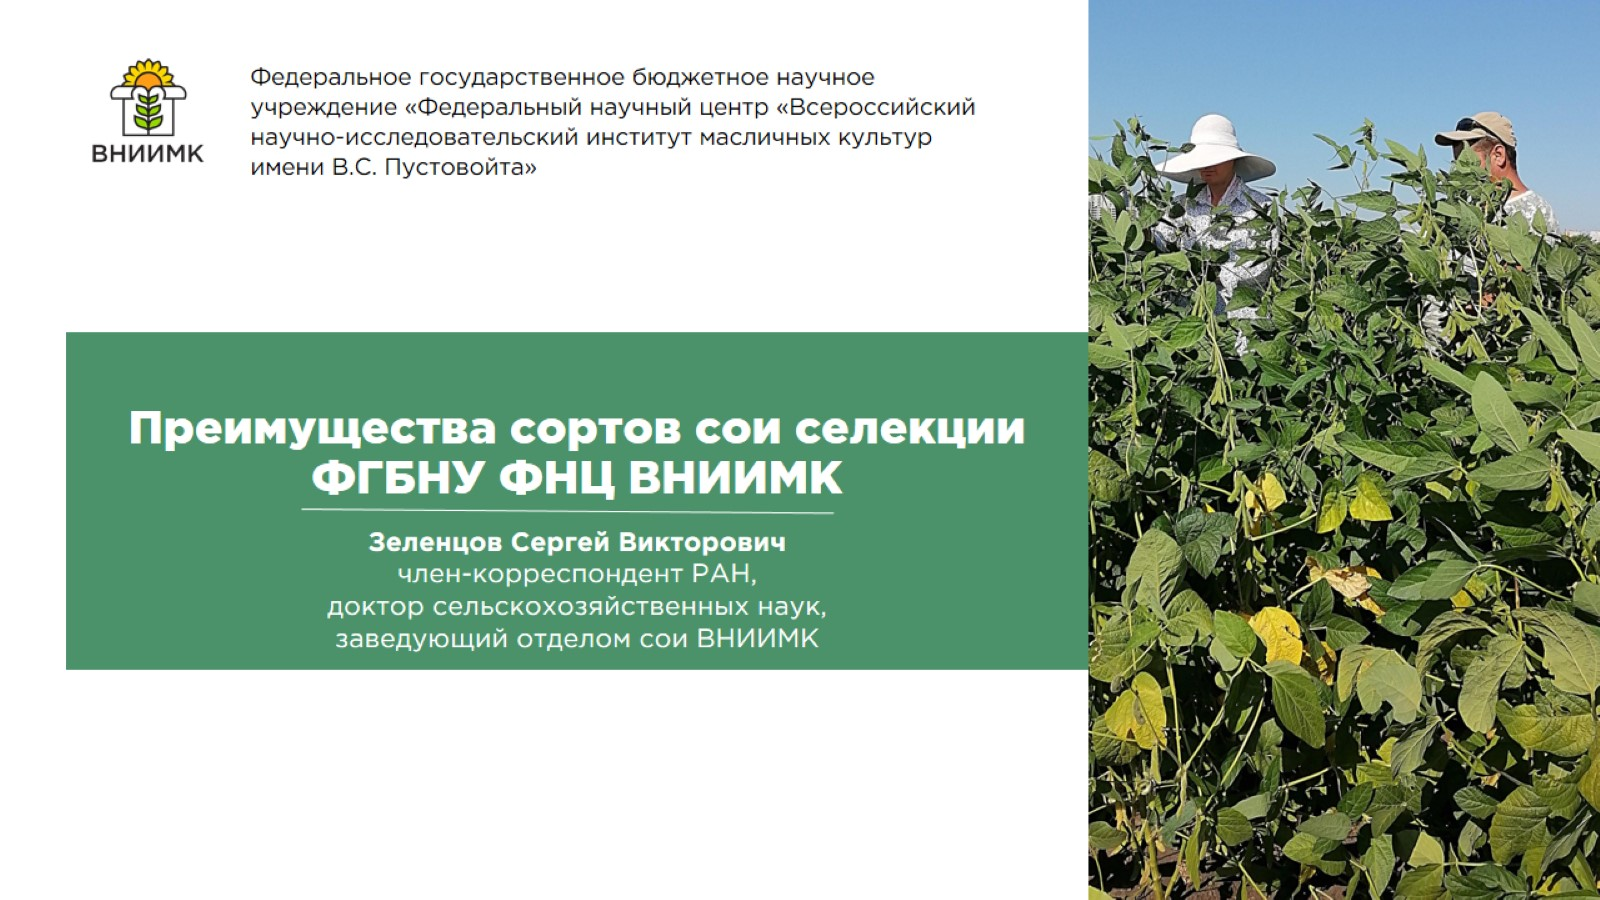 ВНИИМК
Федеральное государственное бюджетное научное
учреждение «Федеральный научный центр «Всероссийский
научно-исследовательский институт масличных культур
имени В.С. Пустовойта»
Преимущества сортов сои селекции
ФГБНУ ФНЦ ВНИИМК
Зеленцов Сергей Викторович
член-корреспондент РАН,
доктор сельскохозяйственных наук,
заведующий отделом сои ВНИИМК